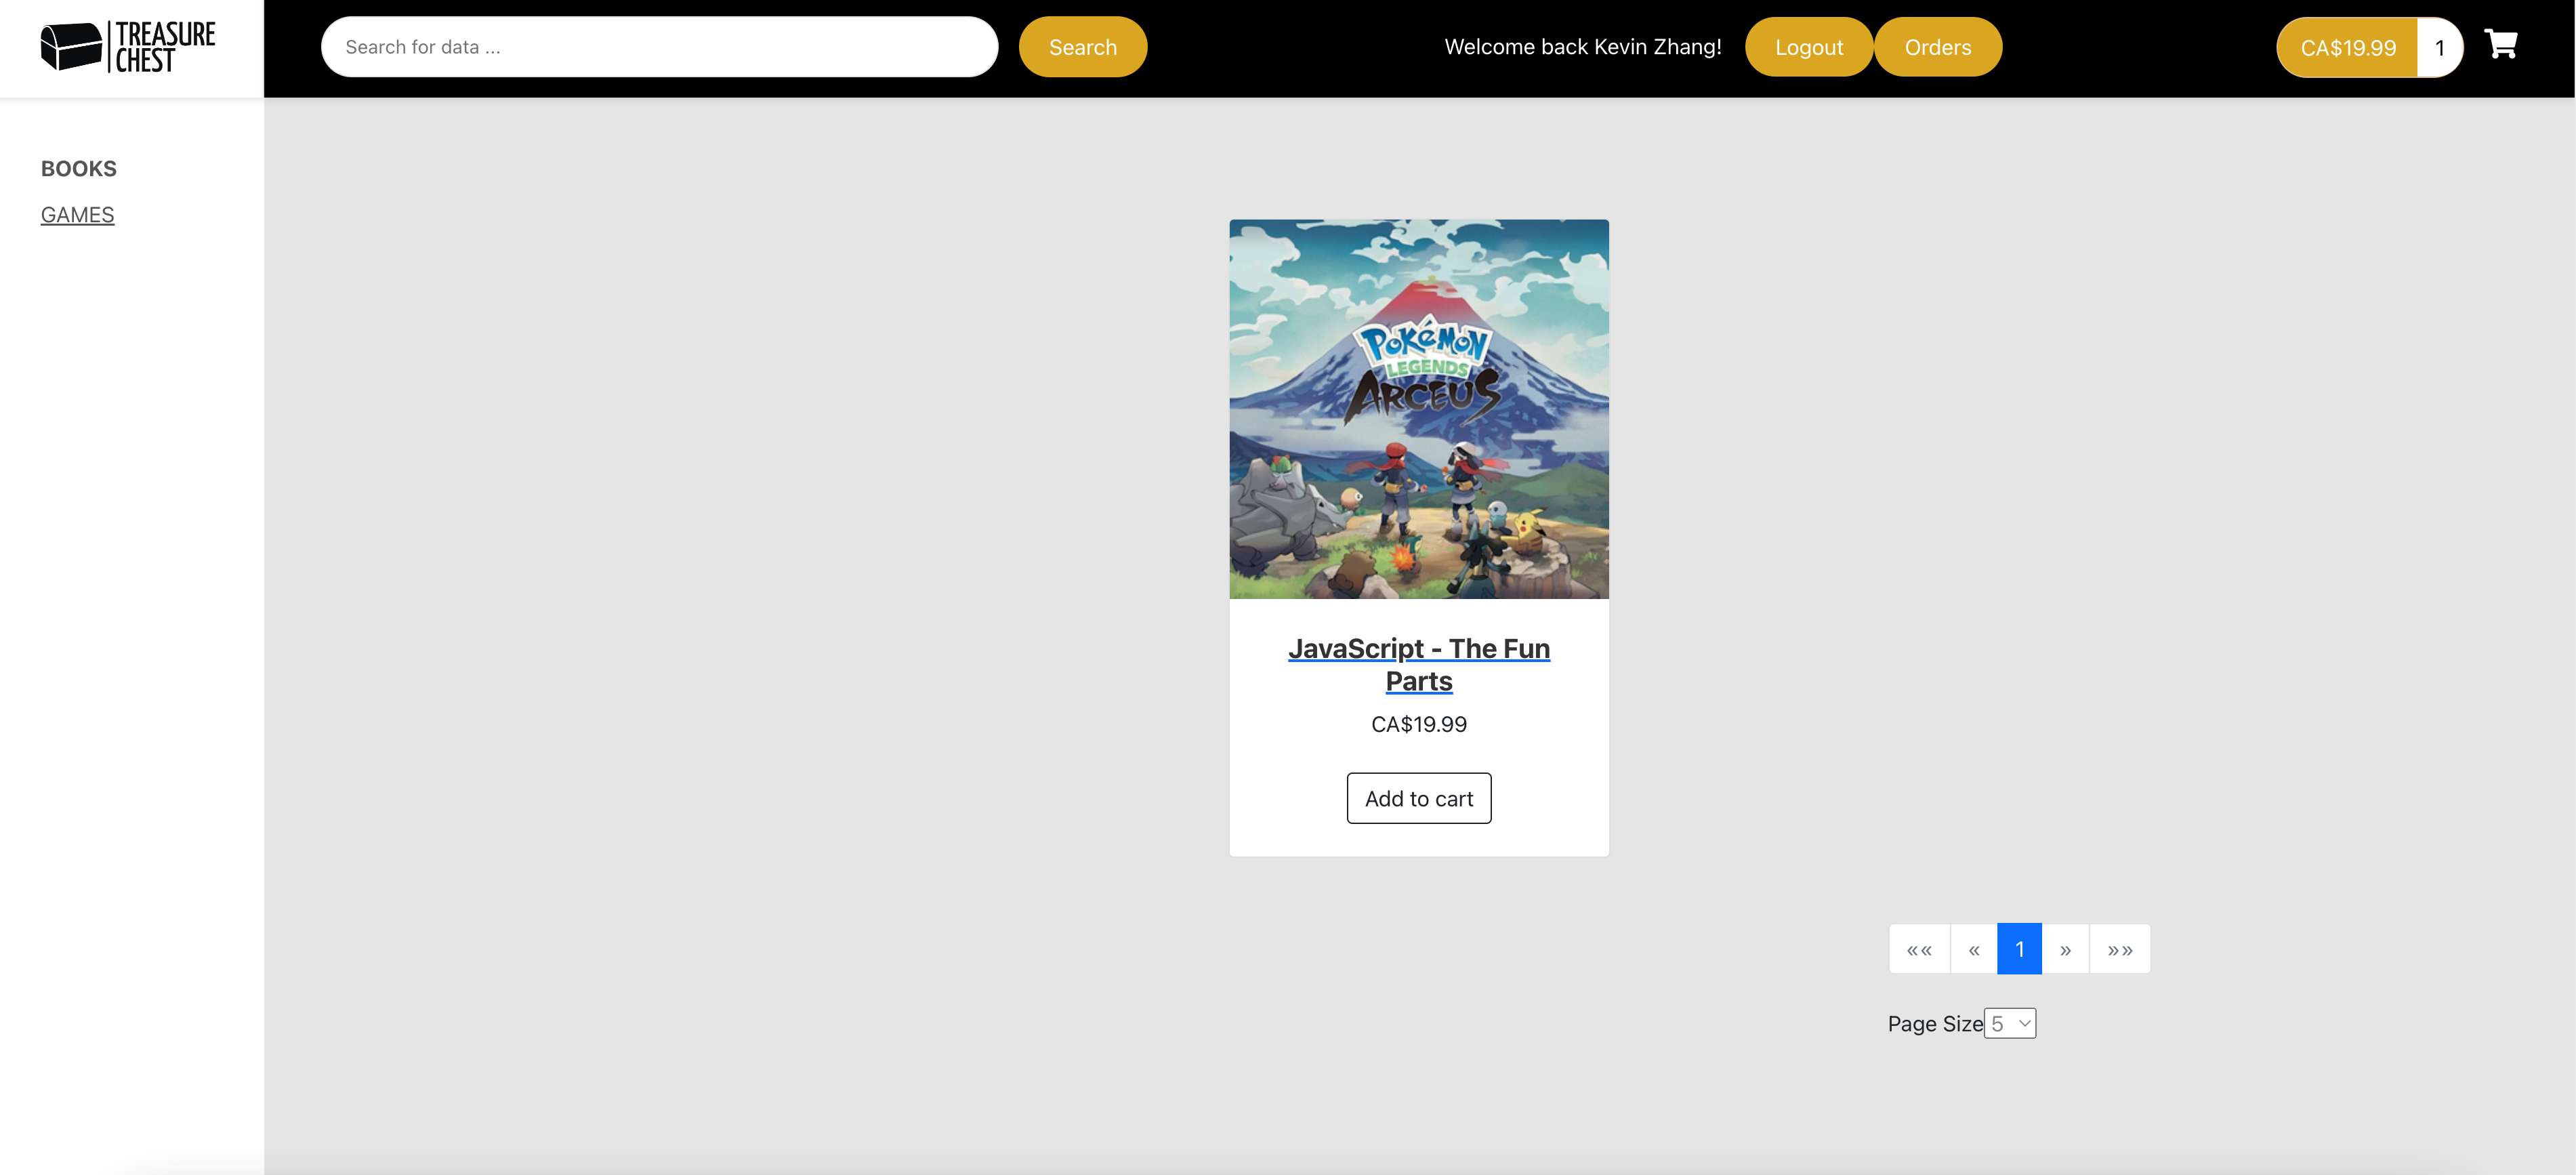 TREASURE
CHEST
Search for data ...
Search
Welcome back Kevin Zhang!
Logout
Orders
CA$19.99
1
BOOKS
GAMES
POKéMON
LEGENDS
ARCEUS
JavaScript - The Fun
Parts
CA$19.99
Add to cart
««
«
1
»
»»
Page Size 5